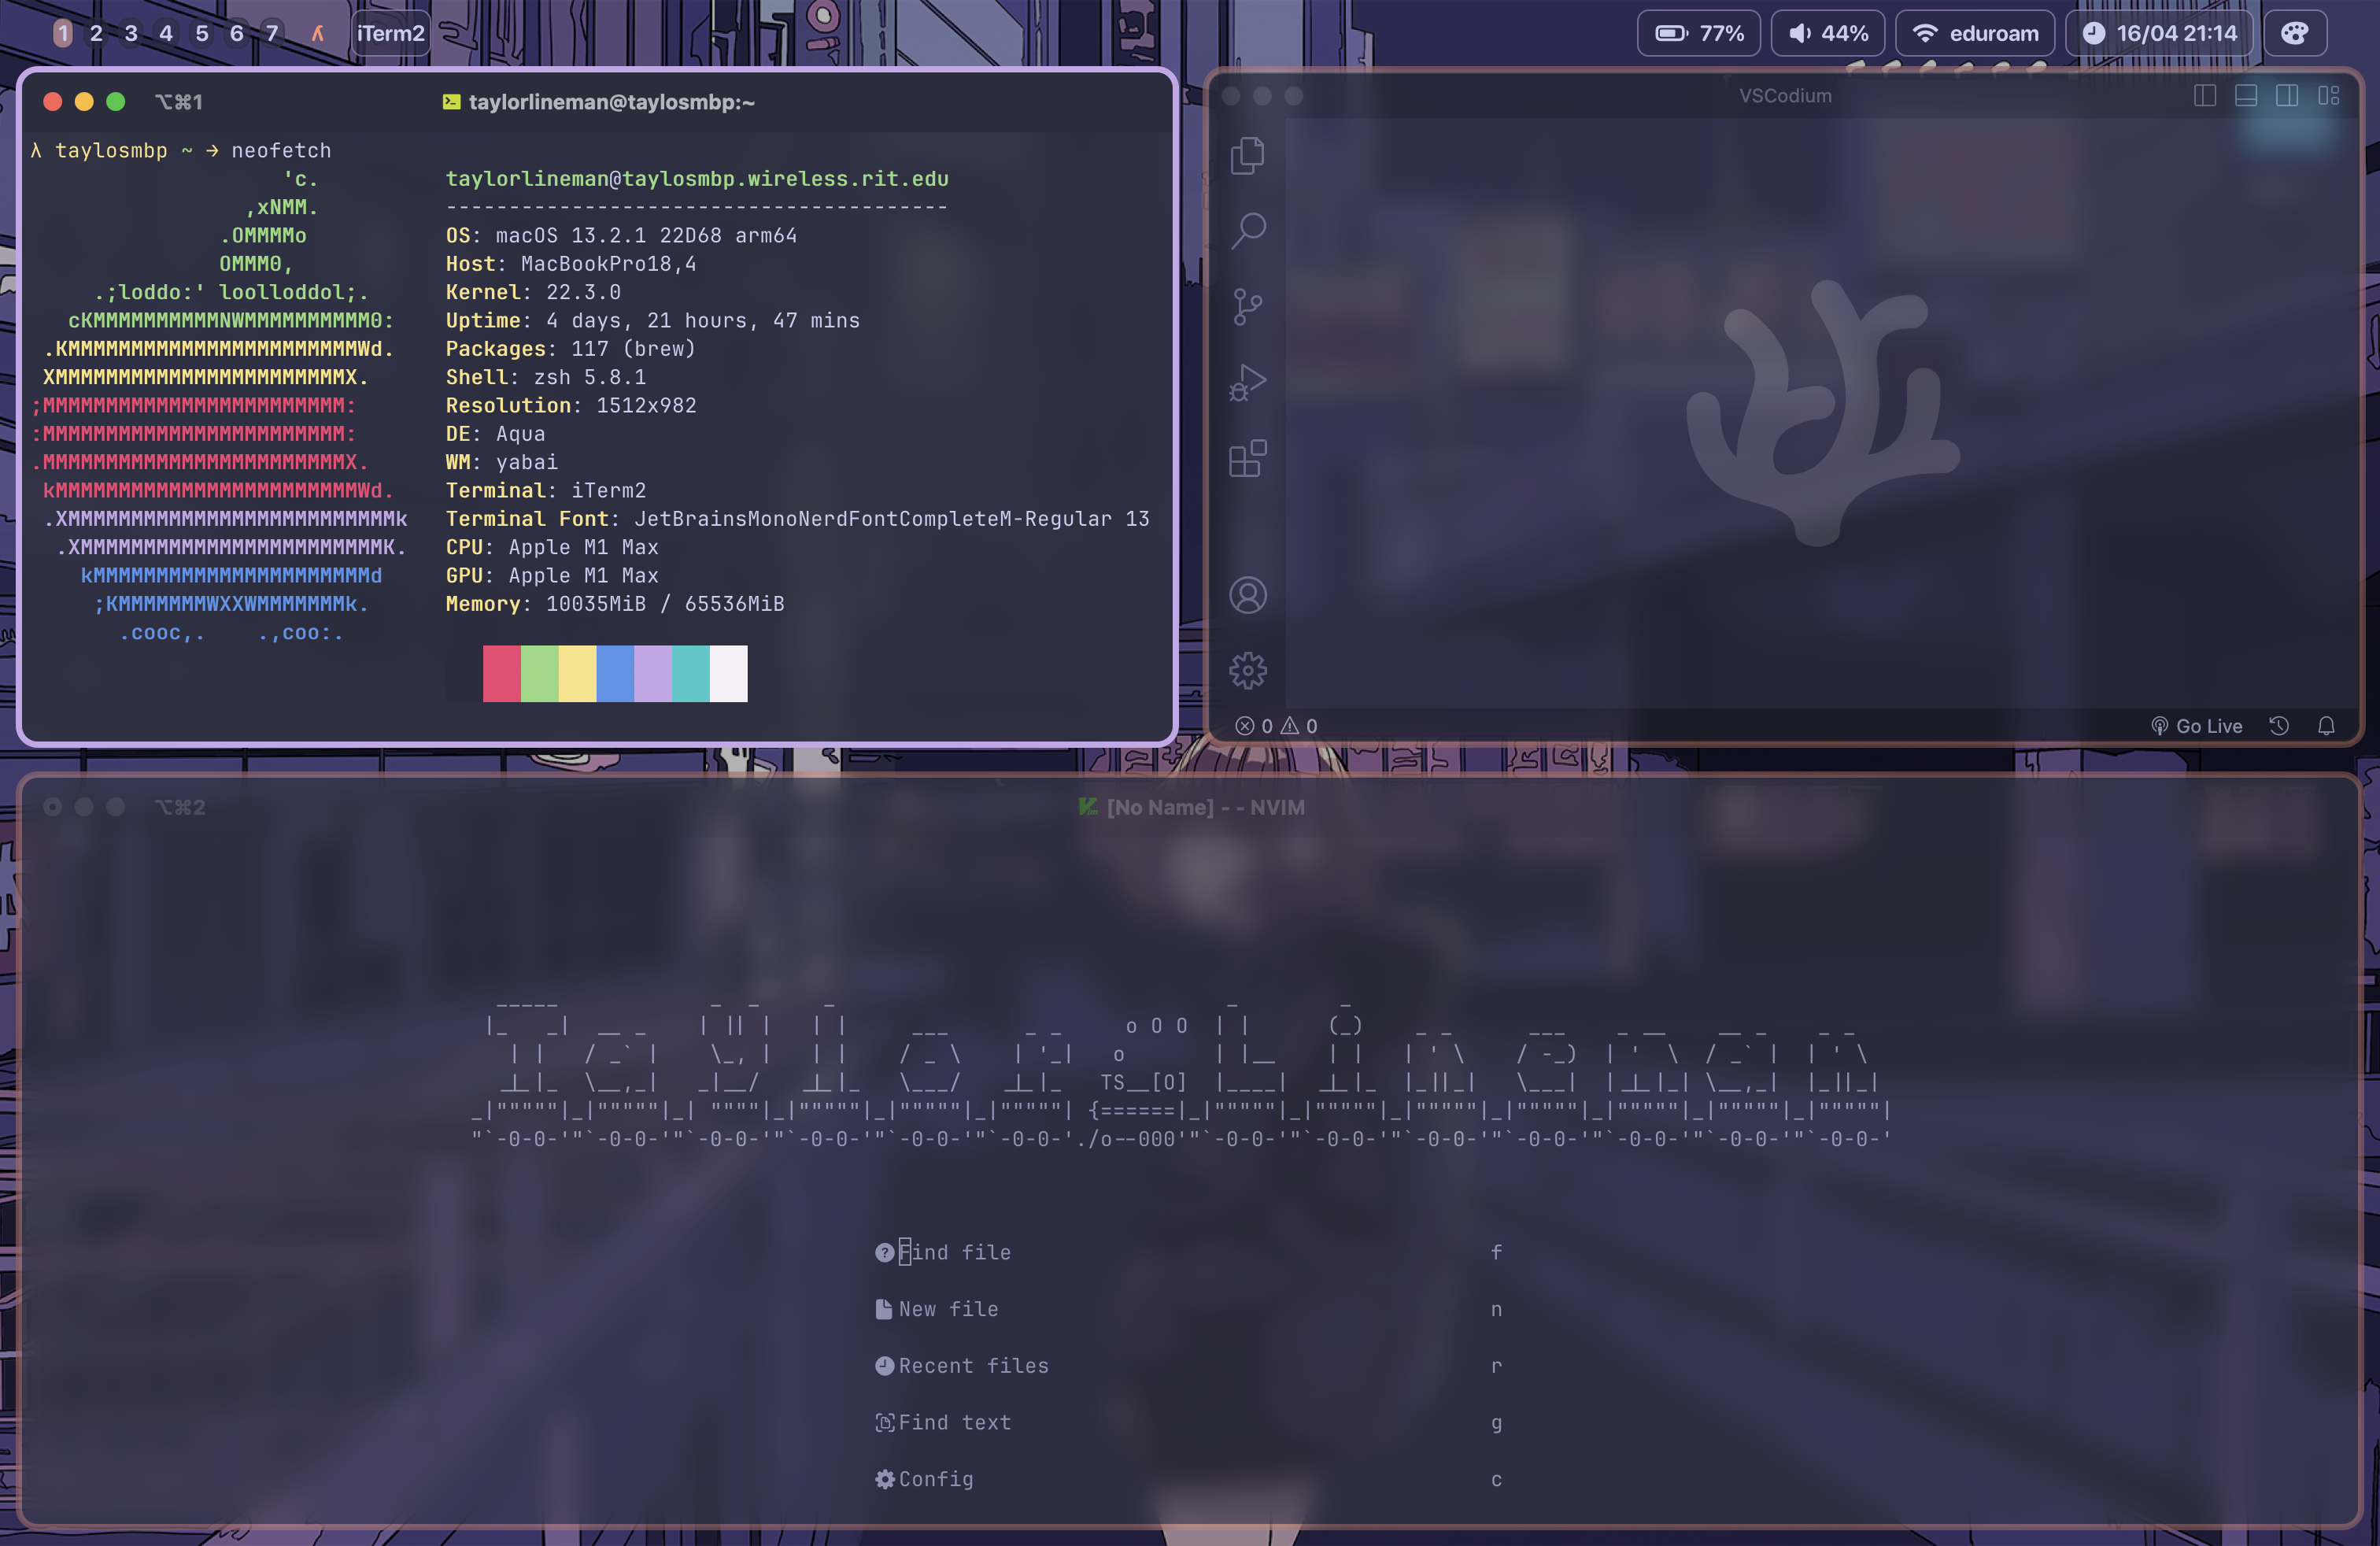 1 2 3 4 5 6 7 iTerm2 77% 44% eduroam 16/04 21:14
⌥⌘1 taylorlineman@taylosmbp:~
λ taylosmbp ~ → neofetch
'c.
,xNMM.
.OMMMMo
OMMM0,
.;loddo:' loolloddol;.
cKMMMMMMMMMMNWMMMMMMMMMM0:
.KMMMMMMMMMMMMMMMMMMMMMMMWd.
XMMMMMMMMMMMMMMMMMMMMMMMX.
;MMMMMMMMMMMMMMMMMMMMMMMM:
:MMMMMMMMMMMMMMMMMMMMMMMM:
.MMMMMMMMMMMMMMMMMMMMMMMMX.
kMMMMMMMMMMMMMMMMMMMMMMMMWd.
.XMMMMMMMMMMMMMMMMMMMMMMMMMMk
.XMMMMMMMMMMMMMMMMMMMMMMMMK.
kMMMMMMMMMMMMMMMMMMMMMMd
;KMMMMMMMWXXWMMMMMMMk.
.cooc,.    .,coo:.
taylorlineman@taylosmbp.wireless.rit.edu
----------------------------------------
OS: macOS 13.2.1 22D68 arm64
Host: MacBookPro18,4
Kernel: 22.3.0
Uptime: 4 days, 21 hours, 47 mins
Packages: 117 (brew)
Shell: zsh 5.8.1
Resolution: 1512x982
DE: Aqua
WM: yabai
Terminal: iTerm2
Terminal Font: JetBrainsMonoNerdFontCompleteM-Regular 13
CPU: Apple M1 Max
GPU: Apple M1 Max
Memory: 10035MiB / 65536MiB
VSCodium
0 0 Go Live
⌥⌘2 [No Name] - - NVIM
Taylor Lineman
Find file f
New file n
Recent files r
Find text g
Config c